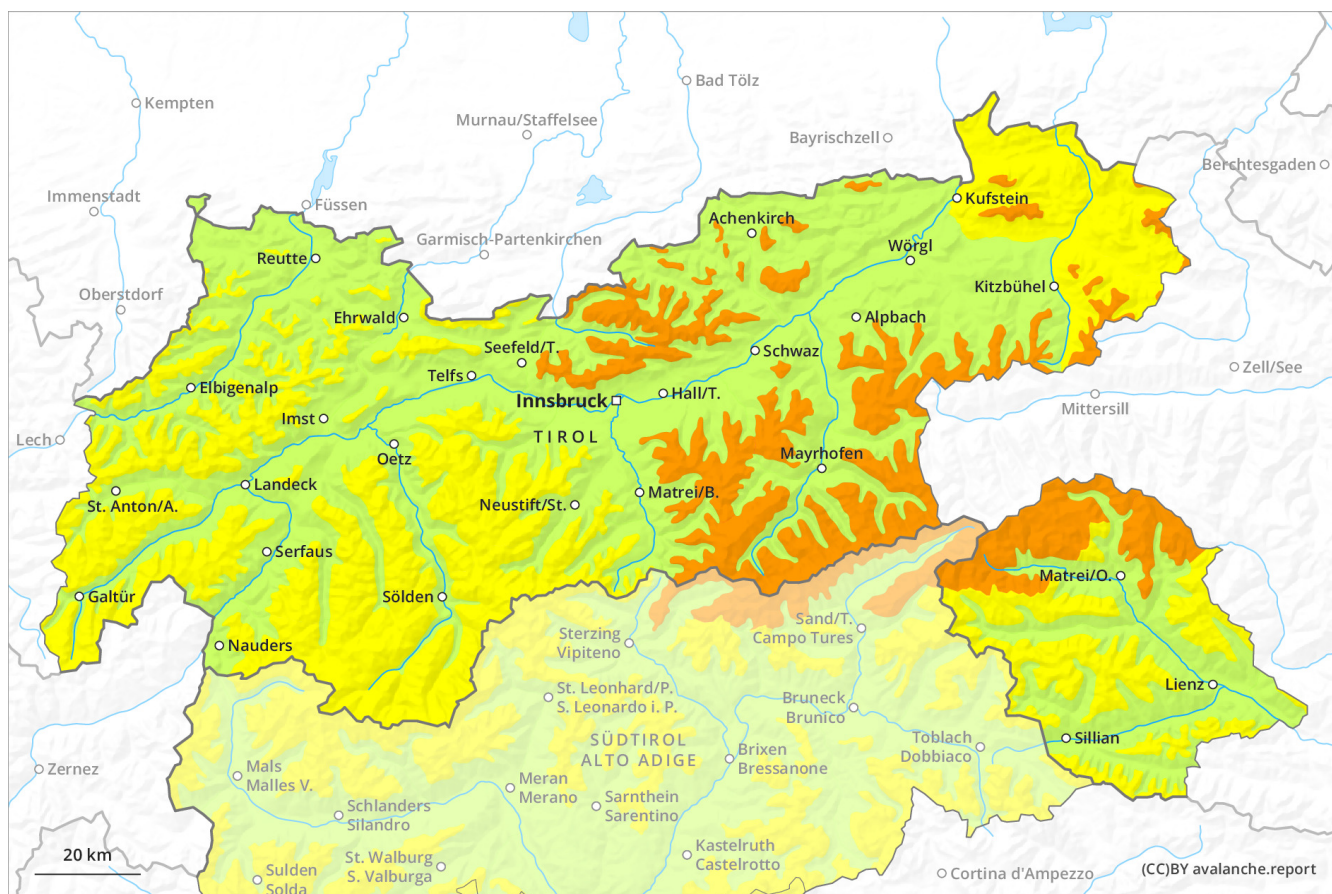 Bad Tölz
Kempten
Murnau/Staffelsee
Bayrischzell
Berchtesgaden
Immenstadt
Füssen
Kufstein
Achenkirch
Garmisch-Partenkirchen
Wörgl
Reutte
Oberstdorf
Kitzbühel
Ehrwald
Alpbach
Seefeld/T.
Schwaz
Zell/See
Telfs
Elbigenalp
Hall/T.
Innsbruck
Mittersill
Imst
Lech
TIROL
Oetz
Mayrhofen
Landeck
Matrei/B.
St. Anton/A.
Neustift/St.
Serfaus
Matrei/O.
Galtür
Sölden
Sand/T.
Campo Tures
Sterzing
Vipiteno
Nauders
Lienz
St. Leonhard/P.
S. Leonardo i. P.
Bruneck
Brunico
Sillian
SÜDTIROL
ALTO ADIGE
Toblach
Dobbiaco
Brixen
Bressanone
Zernez
Mals
Malles V.
Meran
Merano
Sarnthein
Sarentino
Schlanders
Silandro
Kastelruth
Castelrotto
20 km
St. Walburg
S. Valburga
Sulden
Solda
Cortina d'Ampezzo
(CC)BY avalanche.report